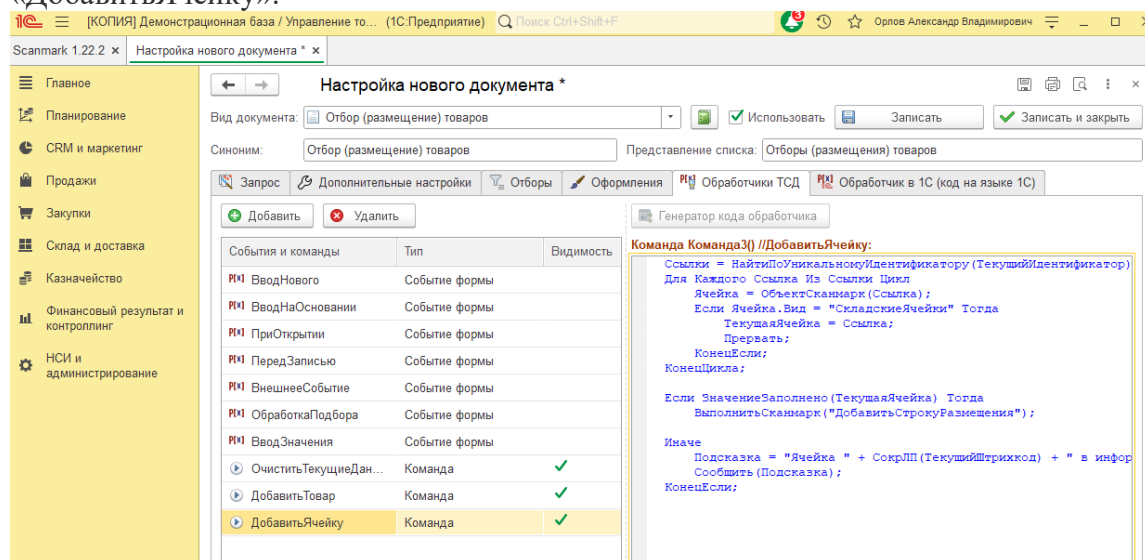 «ДобавитьЯчейку».
[КОПИЯ] Демонстрационная база / Управление то... (1С:Предприятие) Поиск Ctrl+Shift+F Орлов Александр Владимирович
Scanmark 1.22.2 × Настройка нового документа * ×
Главное
Планирование
CRM и маркетинг
Продажи
Закупки
Склад и доставка
Казначейство
Финансовый результат и
контроллинг
НСИ и
администрирование
Настройка нового документа *
Вид документа: Отбор (размещение) товаров Использовать Записать Записать и закрыть
Синоним: Отбор (размещение) товаров Представление списка: Отборы (размещения) товаров
Запрос Дополнительные настройки Отборы Оформления Обработчики ТСД Обработчик в 1С (код на языке 1С)
Добавить Удалить Генератор кода обработчика
События и команды Тип Видимость
ВводНового Событие формы
ВводНаОсновании Событие формы
ПриОткрытии Событие формы
ПередЗаписью Событие формы
ВнешнееСобытие Событие формы
ОбработкаПодбора Событие формы
ВводЗначения Событие формы
ОчиститьТекущиеДан... Команда
ДобавитьТовар Команда
ДобавитьЯчейку Команда
Команда Команда3() //ДобавитьЯчейку:
Ссылки = НайтиПоУникальномуИдентификатору(ТекущийИдентификатор)
Для Каждого Ссылка Из Ссылки Цикл
Ячейка = ОбъектСканмарк(Ссылка);
Если Ячейка.Вид = "СкладскиеЯчейки" Тогда
ТекущаяЯчейка = Ссылка;
Прервать;
КонецЕсли;
КонецЦикла;
Если ЗначениеЗаполнено(ТекущаяЯчейка) Тогда
ВыполнитьСканмарк("ДобавитьСтрокуРазмещения");
Иначе
Подсказка = "Ячейка " + СокрЛП(ТекущийШтрихкод) + " в инфор
Сообщить(Подсказка);
КонецЕсли;